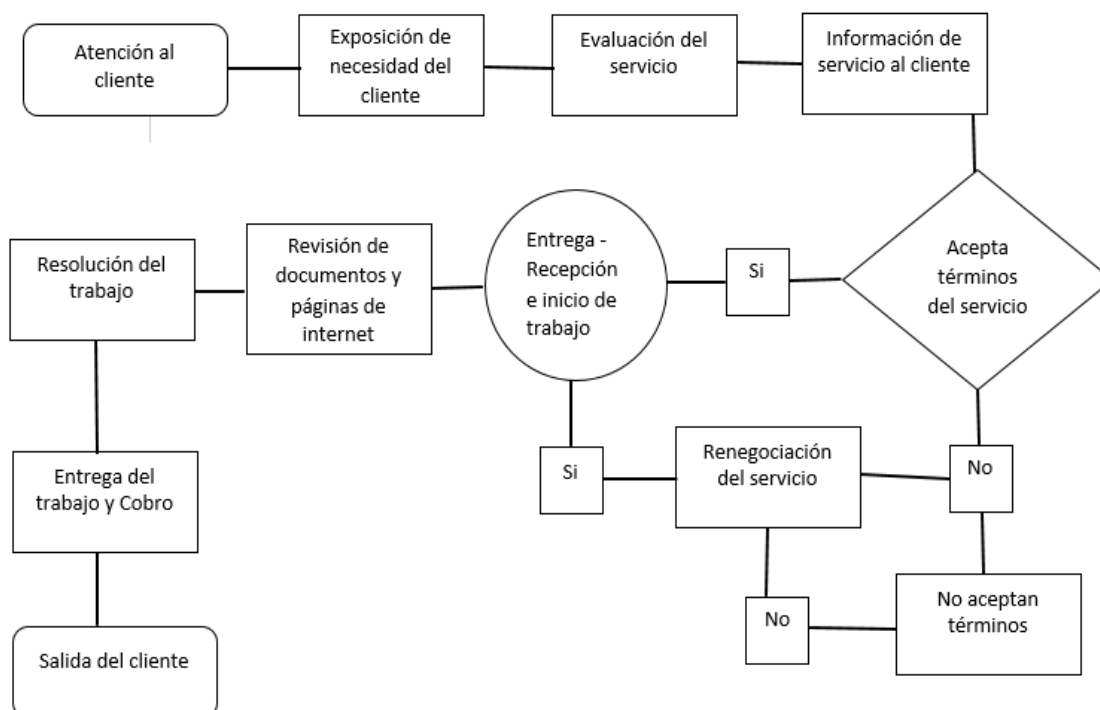 Atención al
cliente
Exposición de
necesidad del
cliente
Evaluación del
servicio
Información de
servicio al cliente
Acepta
términos
del servicio
Si
Entrega -
Recepción
e inicio de
trabajo
Revisión de
documentos y
páginas de
internet
Resolución del
trabajo
Entrega del
trabajo y Cobro
Salida del cliente
Si
Renegociación
del servicio
No
No
No aceptan
términos